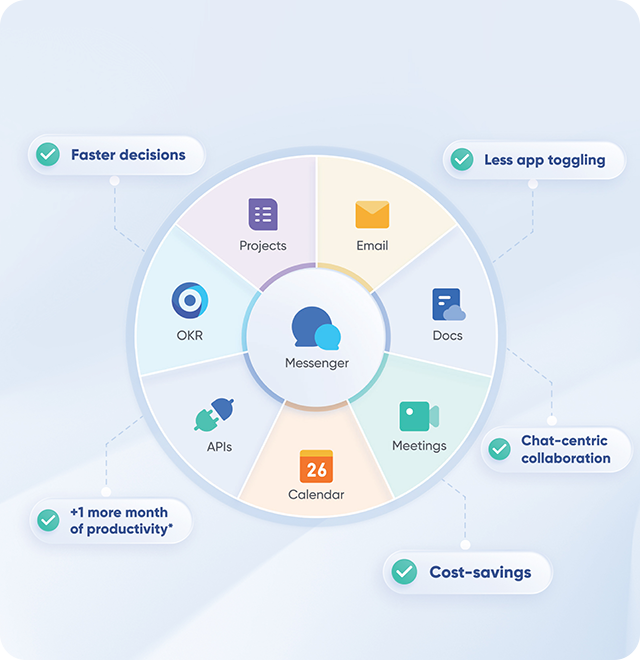 Faster decisions
Less app toggling
Projects
Email
OKR
Docs
Messenger
APIs
Meetings
26
Calendar
Chat-centric
collaboration
+1 more month
of productivity*
Cost-savings